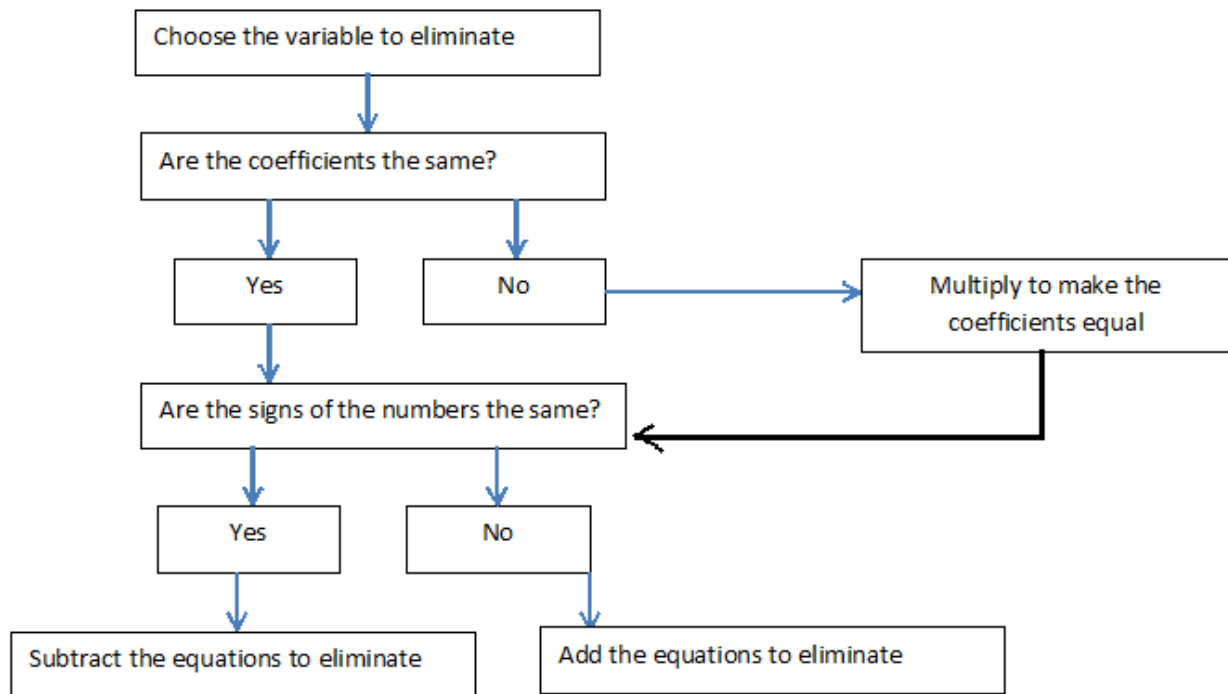 Choose the variable to eliminate
Are the coefficients the same?
Yes
No
Multiply to make the
coefficients equal
Are the signs of the numbers the same?
Yes
No
Subtract the equations to eliminate
Add the equations to eliminate